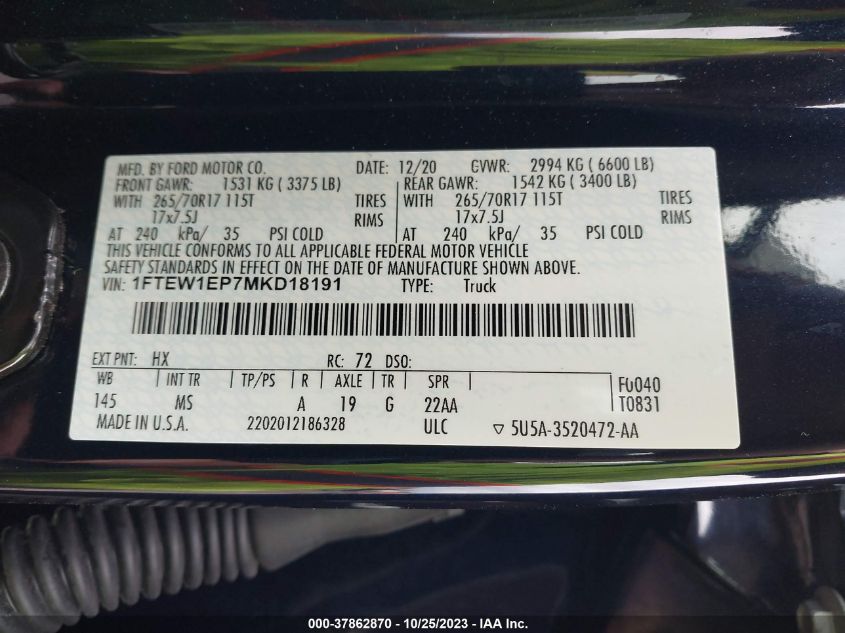 MFD. BY FORD MOTOR CO. DATE: 12/20 GVWR: 2994 KG ( 6600 LB)
FRONT GAWR: 1531 KG ( 3375 LB) REAR GAWR: 1542 KG ( 3400 LB)
WITH 265/70R17 115T TIRES WITH 265/70R17 115T TIRES
17x7.5J RIMS 17x7.5J RIMS
AT 240 kPa/ 35 PSI COLD AT 240 kPa/ 35 PSI COLD
THIS VEHICLE CONFORMS TO ALL APPLICABLE FEDERAL MOTOR VEHICLE
SAFETY STANDARDS IN EFFECT ON THE DATE OF MANUFACTURE SHOWN ABOVE.
VIN: 1FTEW1EP7MKD18191 TYPE: Truck
EXT PNT: HX RC: 72 DSO:
WB INT TR TP/PS R AXLE TR SPR F0040
145 MS A 19 G 22AA T0831
MADE IN U.S.A. 2202012186328 ULC ▽ 5U5A-3520472-AA
000-37862870 - 10/25/2023 - IAA Inc.